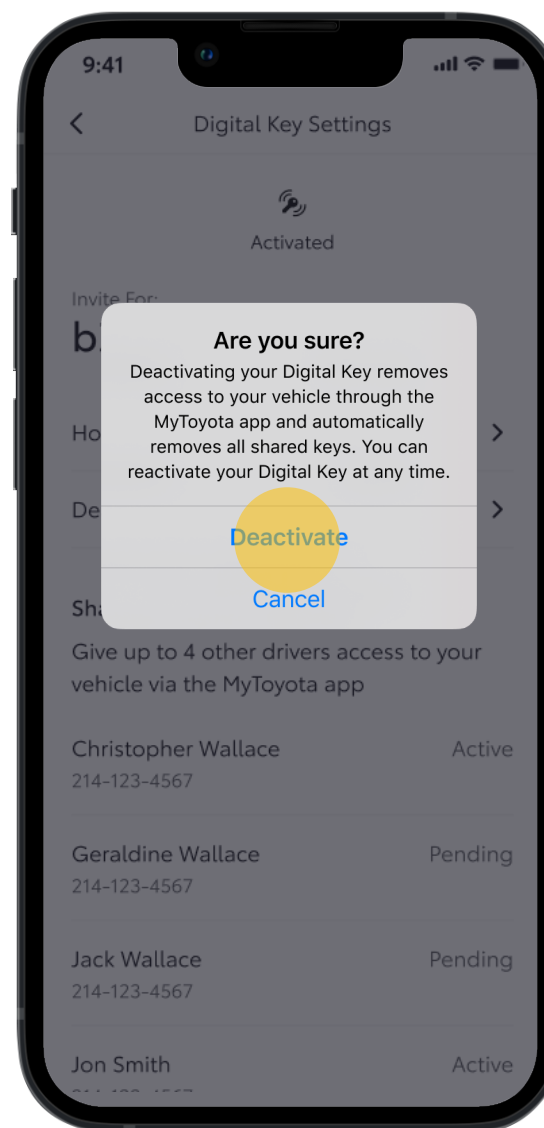 9:41
Digital Key Settings
Activated
Invite For:
Are you sure?
Deactivating your Digital Key removes
access to your vehicle through the
MyToyota app and automatically
removes all shared keys. You can
reactivate your Digital Key at any time.
Deactivate
Cancel
Give up to 4 other drivers access to your
vehicle via the MyToyota app
Christopher Wallace Active
214-123-4567
Geraldine Wallace Pending
214-123-4567
Jack Wallace Pending
214-123-4567
Jon Smith Active